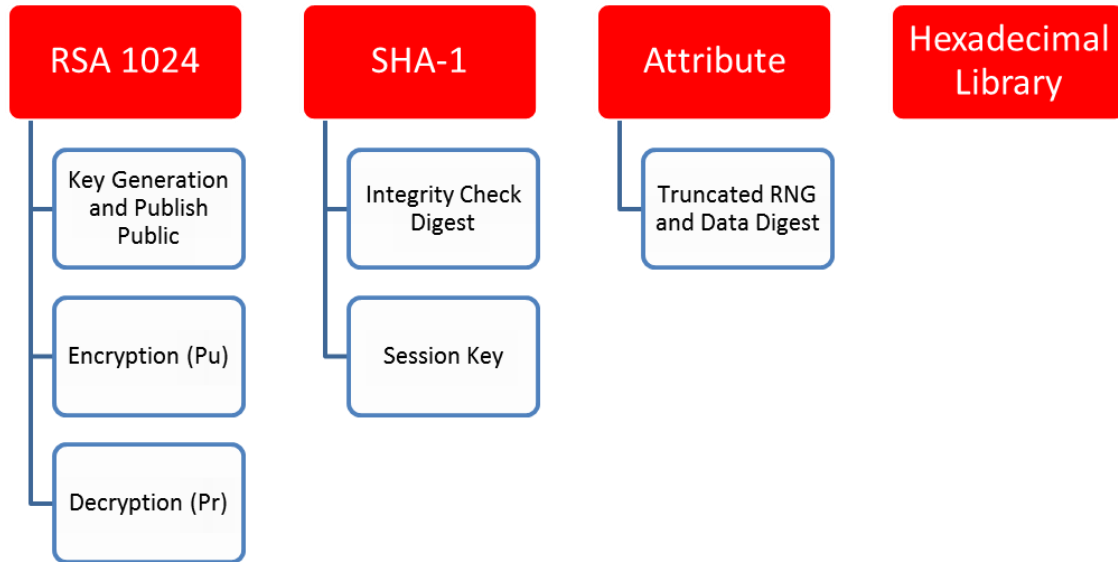 RSA 1024
Key Generation
and Publish
Public
Encryption (Pu)
Decryption (Pr)
SHA-1
Integrity Check
Digest
Session Key
Attribute
Truncated RNG
and Data Digest
Hexadecimal
Library